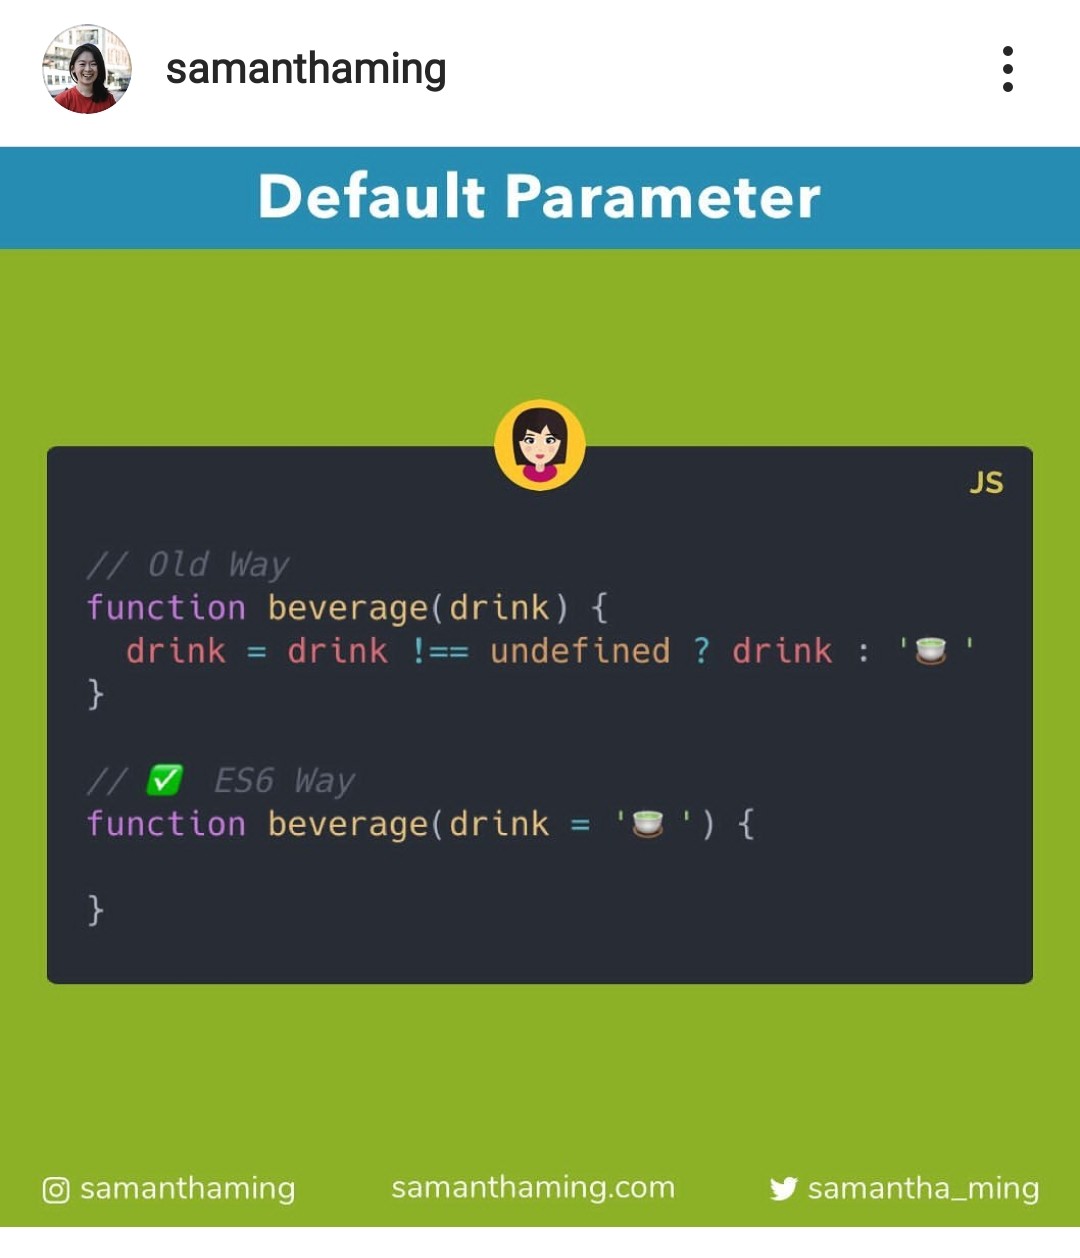 samanthaming
Default Parameter
JS
// Old Way
function beverage(drink) {
  drink = drink !== undefined ? drink : '🍵 '
}
// ✅ ES6 Way
function beverage(drink = '🍵 ') {
}
samanthaming samanthaming.com samantha_ming